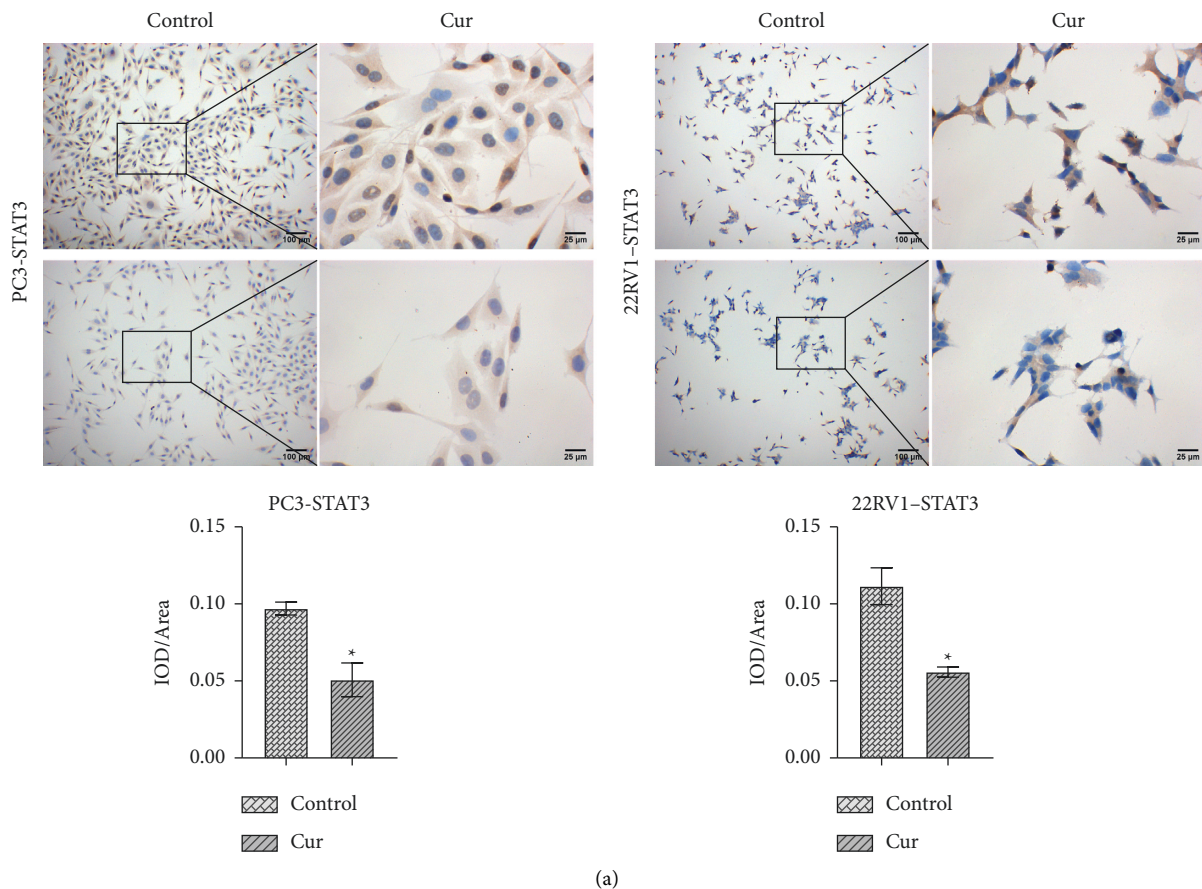 Control Cur Control Cur
PC3-STAT3
100 μm 25 μm
100 μm 25 μm
22RV1–STAT3
100 μm 25 μm
100 μm 25 μm
PC3-STAT3
0.15
0.10
0.05
0.00
IOD/Area
*
Control
Cur
22RV1–STAT3
0.15
0.10
0.05
0.00
IOD/Area
*
Control
Cur
(a)